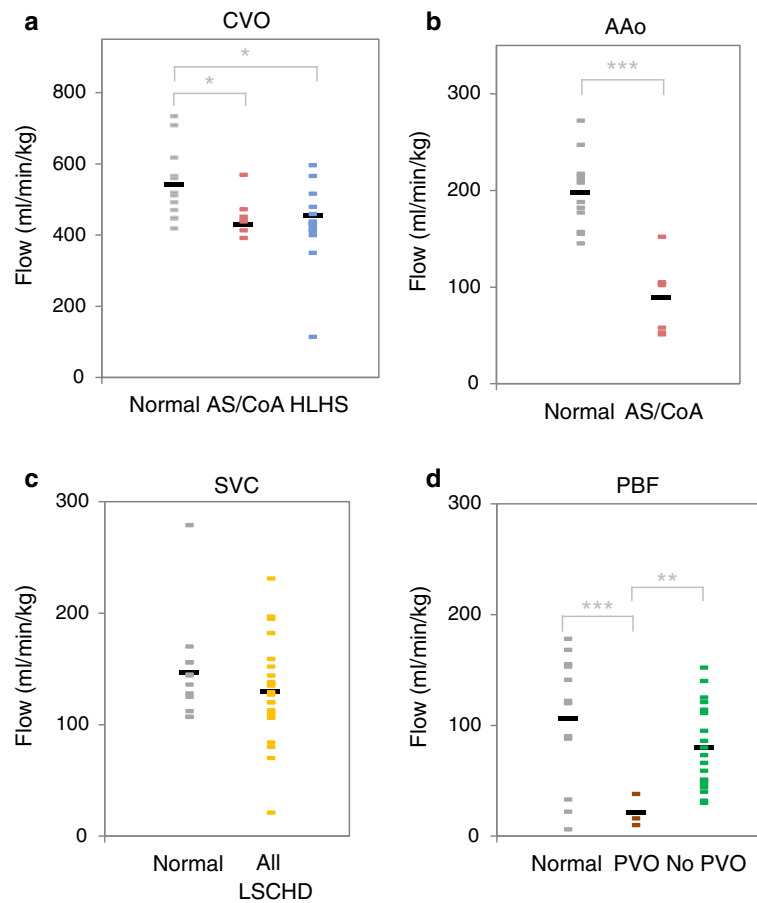 a
CVO
800
600
400
200
0
Flow (ml/min/kg)
*
*
Normal AS/CoA HLHS
b
AAo
300
200
100
0
Flow (ml/min/kg)
***
Normal AS/CoA
c
SVC
300
200
100
0
Flow (ml/min/kg)
Normal All
LSCHD
d
PBF
300
200
100
0
Flow (ml/min/kg)
***
**
Normal PVO No PVO